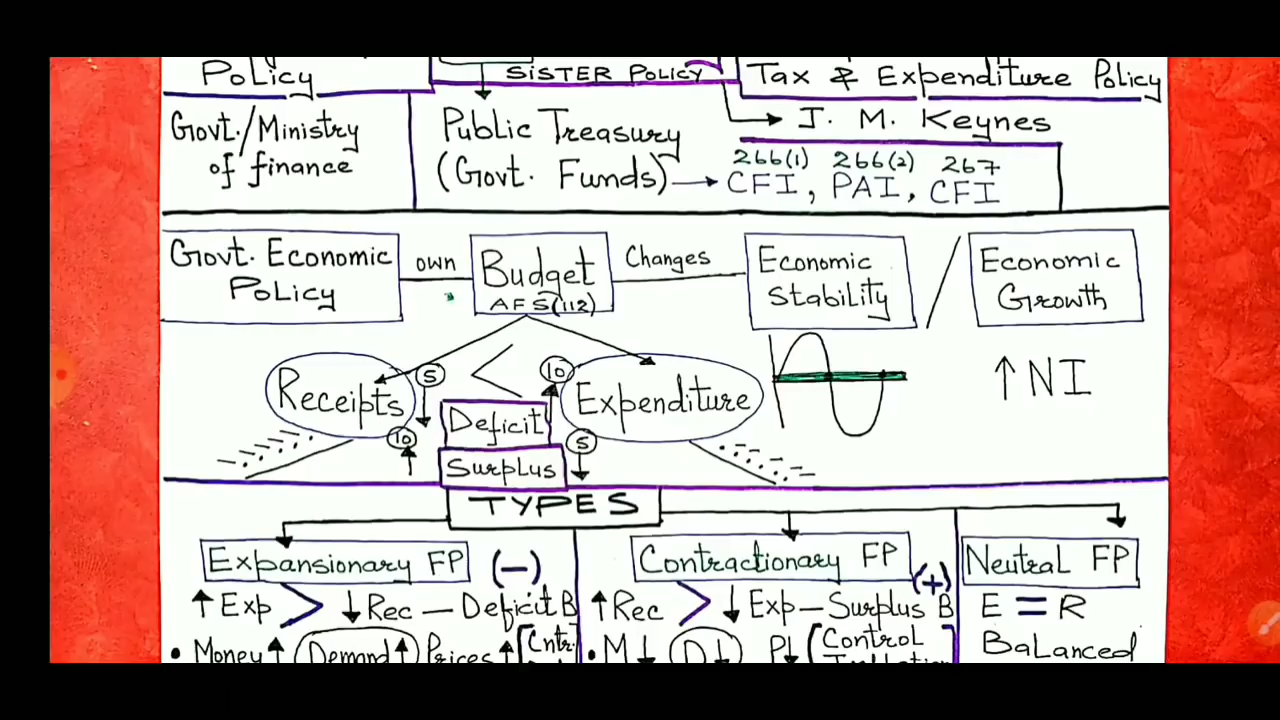 Policy
SISTER POLICY
Tax & Expenditure Policy
Govt./Ministry
of finance
Public Treasury
(Govt. Funds)
J. M. Keynes
266(1) 266(2) 267
CFI, PAI, CFI
Govt. Economic
Policy
own
Budget
AFS(112)
Changes
Economic
Stability
/
Economic
Growth
Receipts
5
10
<
Deficit
Surplus
10
5
Expenditure
↑ NI
TYPES
Expansionary FP (-)
↑ Exp > ↓ Rec - Deficit B
• Money ↑ Demand ↑ Prices ↑ [Cntr.
Contractionary FP (+)
↑ Rec > ↓ Exp - Surplus B
• M ↓ D ↓ P ↓ [Control
Neutral FP
E = R
Balanced